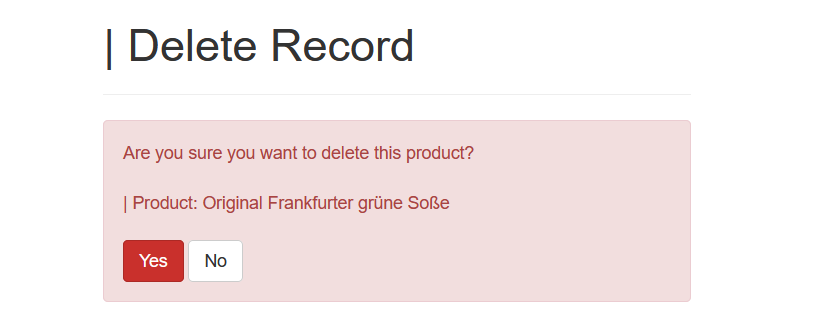 | Delete Record
Are you sure you want to delete this product?
| Product: Original Frankfurter grüne Soße
Yes No